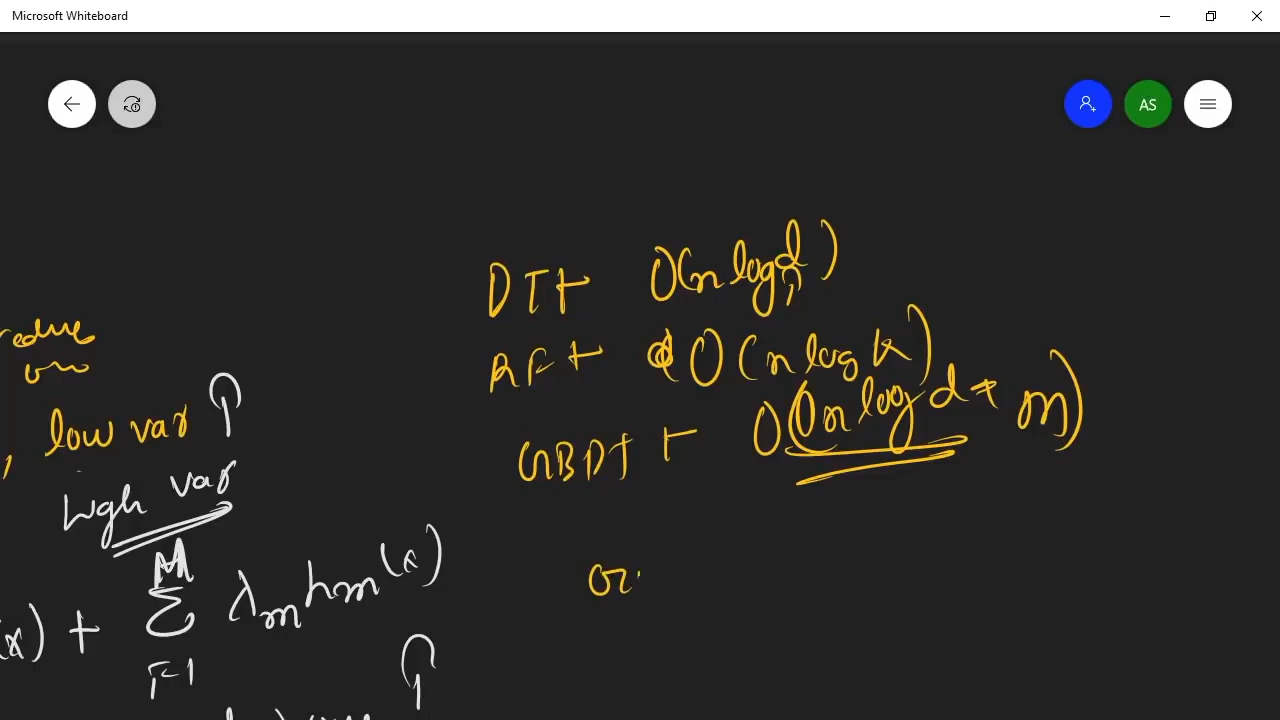 Microsoft Whiteboard
AS
DT+ O(n log d)
RF+ O(n log k)
GBDT+ O((n log d * m)
low var
high var
(x) + M Σ i=1 λm hm(x)